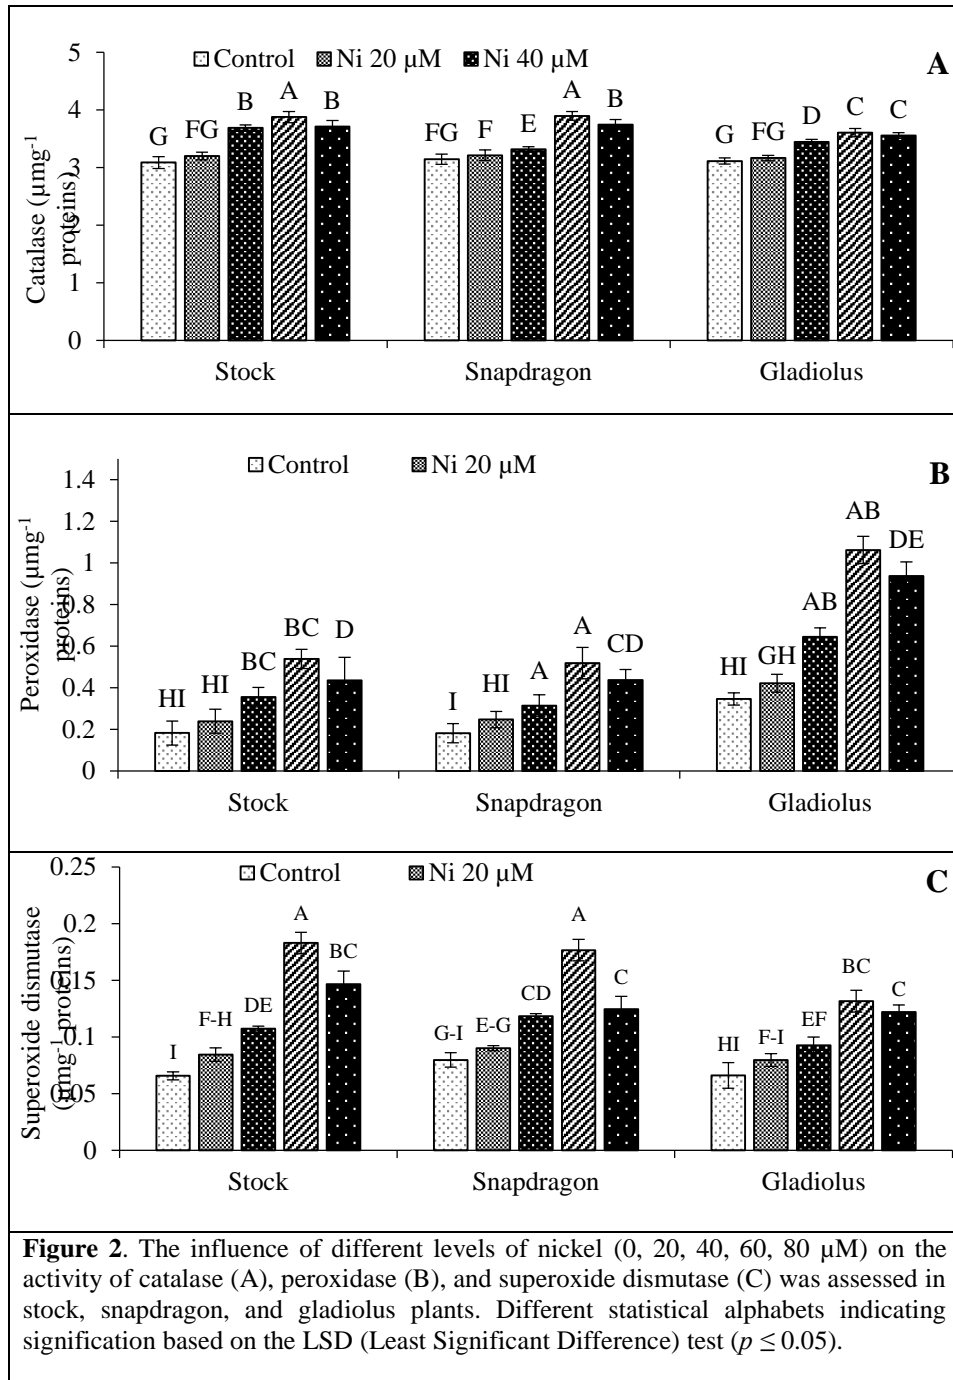 Control Ni 20 µM Ni 40 µM
A
5
4
3
2
1
0
Catalase (µmg-1
proteins)
G FG B A B
FG F E A B
G FG D C C
Stock Snapdragon Gladiolus
Control Ni 20 µM
B
1.4
1.2
1
0.8
0.6
0.4
0.2
0
Peroxidase (µmg-1
proteins)
HI HI BC BC D
I HI A A CD
HI GH AB AB DE
Stock Snapdragon Gladiolus
Control Ni 20 µM
C
0.25
0.2
0.15
0.1
0.05
0
Superoxide dismutase
(µmg-1 proteins)
I F-H DE A BC
G-I E-G CD A C
HI F-I EF BC C
Stock Snapdragon Gladiolus
Figure 2. The influence of different levels of nickel (0, 20, 40, 60, 80 µM) on the
activity of catalase (A), peroxidase (B), and superoxide dismutase (C) was assessed in
stock, snapdragon, and gladiolus plants. Different statistical alphabets indicating
signification based on the LSD (Least Significant Difference) test (p ≤ 0.05).